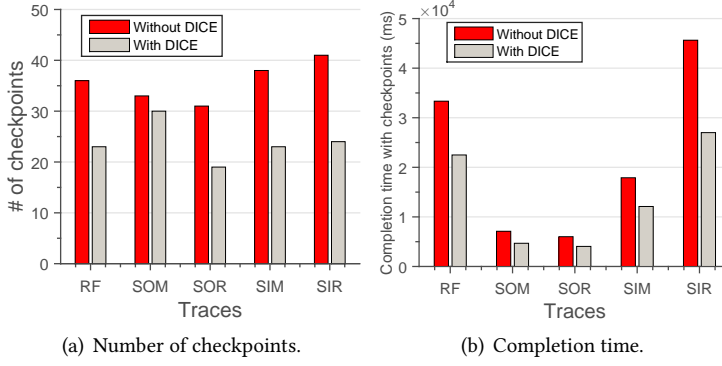 50
40
30
20
10
0
# of checkpoints
Without DICE
With DICE
RF SOM SOR SIM SIR
Traces
(a) Number of checkpoints.
×10⁴
5
4
3
2
1
0
Completion time with checkpoints (ms)
Without DICE
With DICE
RF SOM SOR SIM SIR
Traces
(b) Completion time.